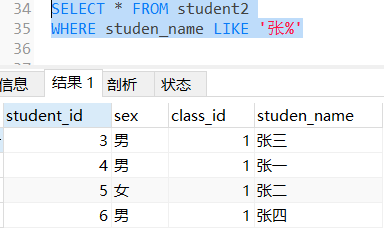 34 SELECT * FROM student2
35 WHERE studen_name LIKE '张%'
信息 结果 1 剖析 状态
student_id sex class_id studen_name
3 男 1 张三
4 男 1 张一
5 女 1 张二
6 男 1 张四